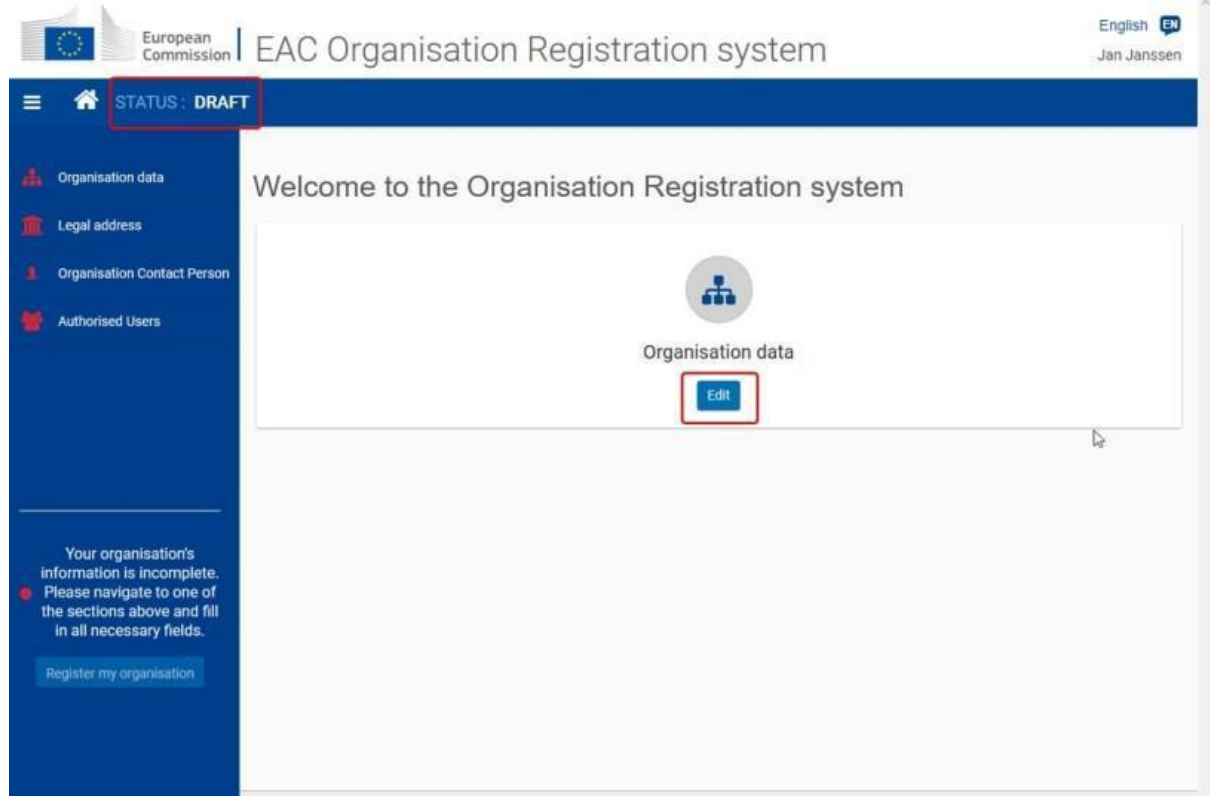 European
Commission
EAC Organisation Registration system
English EN
Jan Janssen
STATUS : DRAFT
Organisation data
Legal address
Organisation Contact Person
Authorised Users
Welcome to the Organisation Registration system
Organisation data
Edit
Your organisation's
information is incomplete.
Please navigate to one of
the sections above and fill
in all necessary fields.
Register my organisation